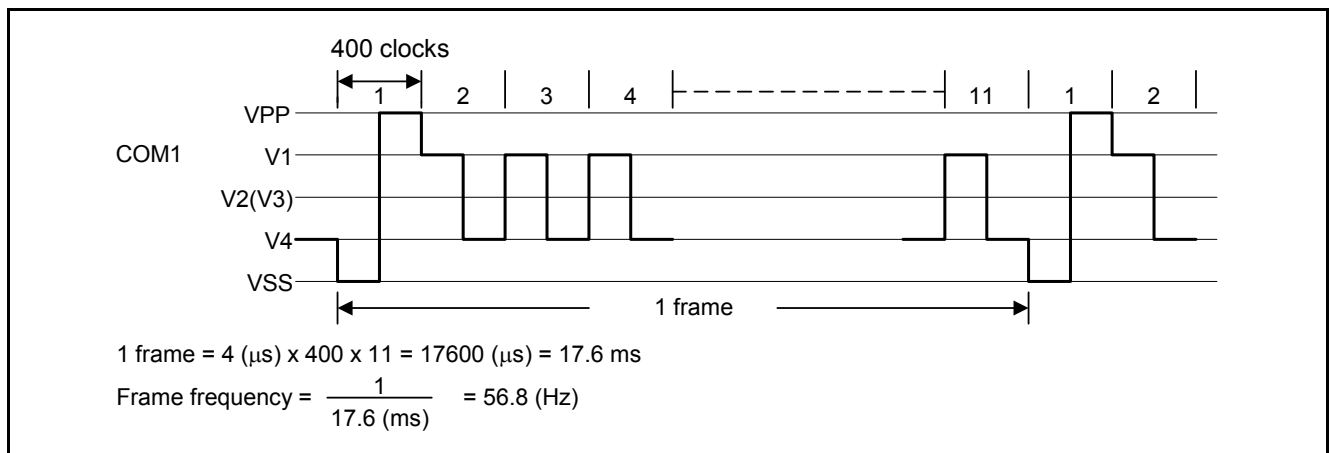 400 clocks
1 2 3 4 11 1 2
VPP
COM1 V1
V2(V3)
V4
VSS
1 frame
1 frame = 4 (μs) x 400 x 11 = 17600 (μs) = 17.6 ms
Frame frequency = 1 / 17.6 (ms) = 56.8 (Hz)